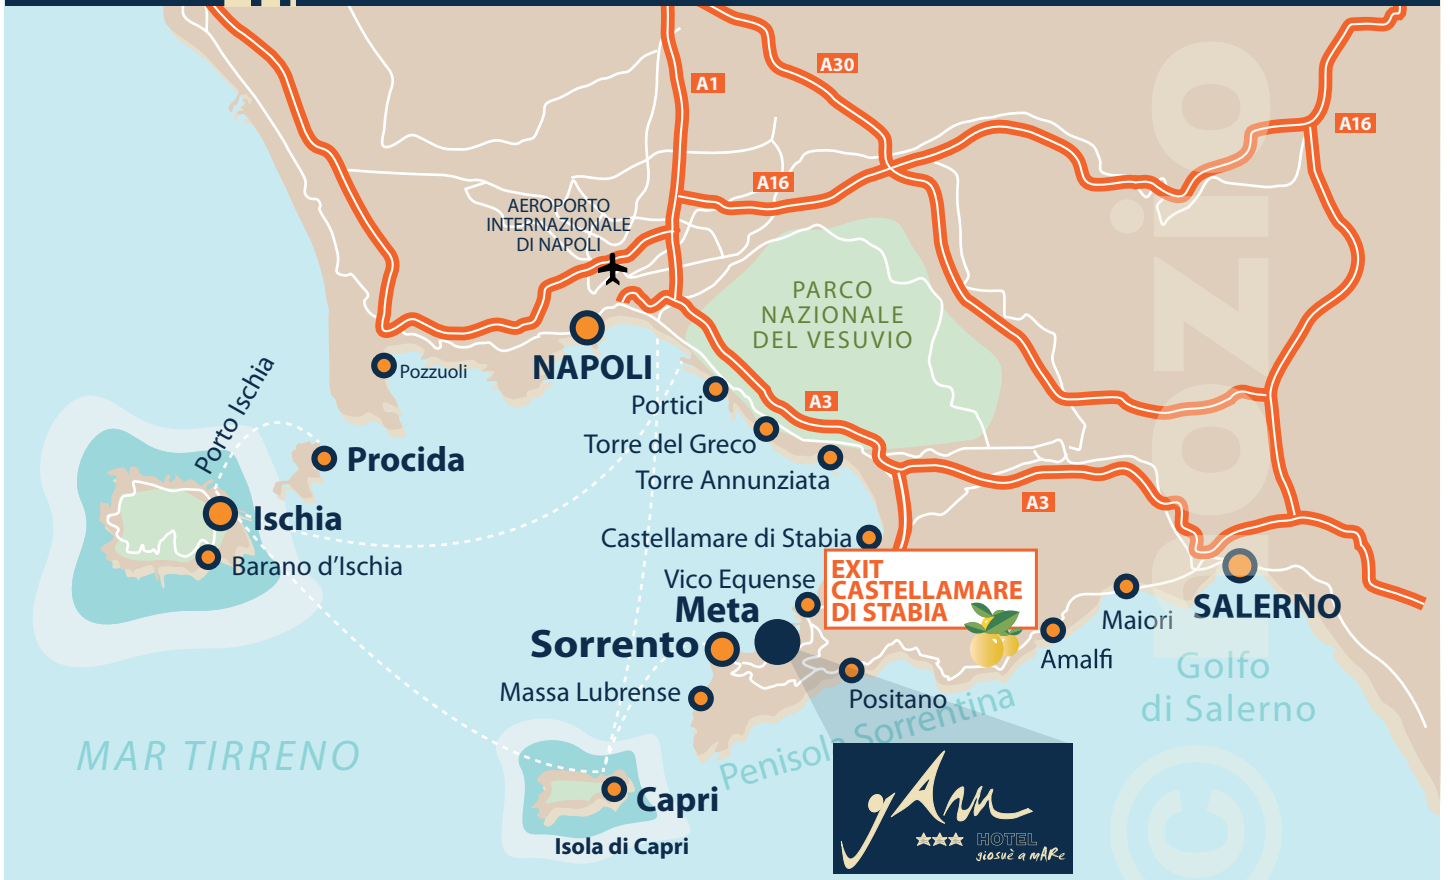 A30
A1
A16
A16
AEROPORTO
INTERNAZIONALE
DI NAPOLI
PARCO
NAZIONALE
DEL VESUVIO
NAPOLI
Pozzuoli
Porto Ischia
Portici
A3
Torre del Greco
Procida
Torre Annunziata
A3
Ischia
Castellamare di Stabia
Barano d’Ischia
Vico Equense
EXIT
CASTELLAMARE
DI STABIA
Meta
Sorrento
SALERNO
Maiori
Amalfi
Massa Lubrense
Positano
Golfo
di Salerno
Penisola Sorrentina
MAR TIRRENO
Capri
Isola di Capri
gAm
HOTEL
giosuè a mARe